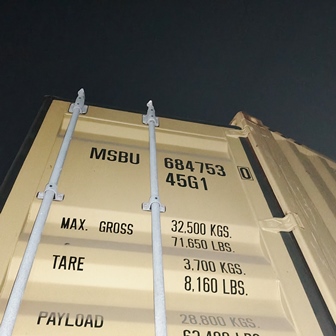 MSBU 684753 0
45G1
MAX. GROSS 32.500 KGS.
71.650 LBS.
TARE 3.700 KGS.
8,160 LBS.
PAYLOAD 28.800 KGS.